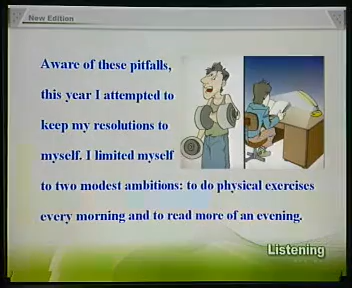 New Edition
Aware of these pitfalls,
this year I attempted to
keep my resolutions to
myself. I limited myself
to two modest ambitions: to do physical exercises
every morning and to read more of an evening.
Listening